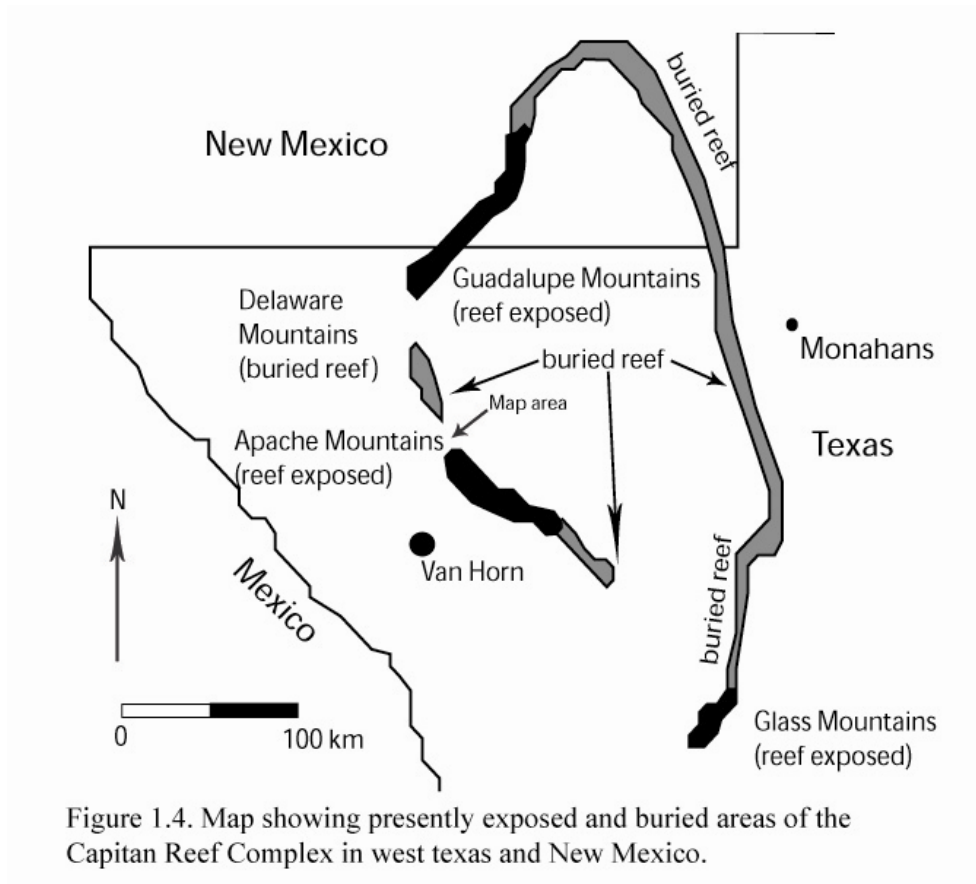 buried reef
New Mexico
Guadalupe Mountains
(reef exposed)
Delaware
Mountains
(buried reef)
Monahans
buried reef
Map area
Texas
Apache Mountains
(reef exposed)
N
Van Horn
Mexico
buried reef
0
100 km
Glass Mountains
(reef exposed)
Figure 1.4. Map showing presently exposed and buried areas of the
Capitan Reef Complex in west texas and New Mexico.